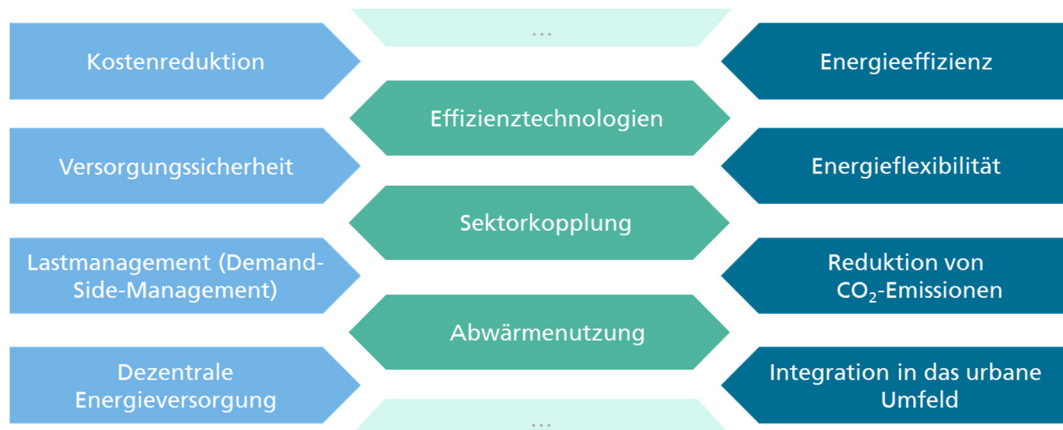 Kostenreduktion
Versorgungssicherheit
Lastmanagement (Demand-
Side-Management)
Dezentrale
Energieversorgung
...
Effizienztechnologien
Sektorkopplung
Abwärmenutzung
...
Energieeffizienz
Energieflexibilität
Reduktion von
CO₂-Emissionen
Integration in das urbane
Umfeld